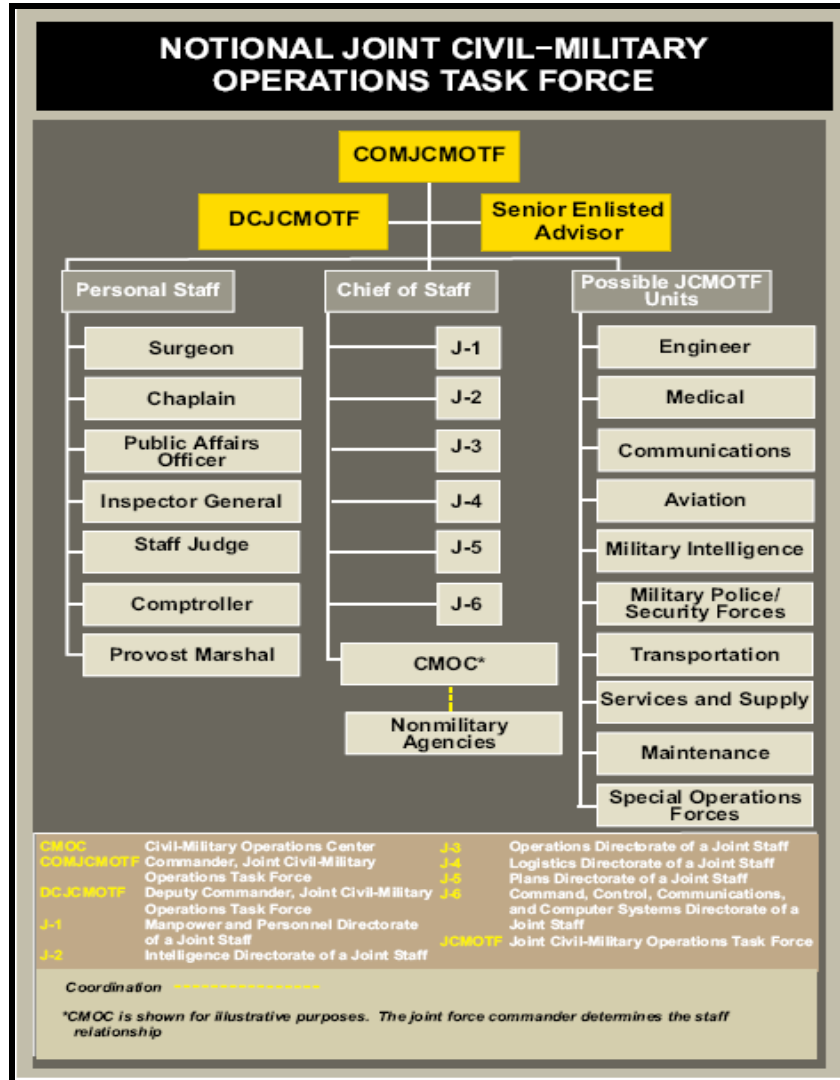 NOTIONAL JOINT CIVIL-MILITARY
OPERATIONS TASK FORCE
COMJCMOTF
DCJCMOTF
Senior Enlisted
Advisor
Personal Staff
Surgeon
Chaplain
Public Affairs
Officer
Inspector General
Staff Judge
Comptroller
Provost Marshal
Chief of Staff
J-1
J-2
J-3
J-4
J-5
J-6
CMOC*
Nonmilitary
Agencies
Possible JCMOTF
Units
Engineer
Medical
Communications
Aviation
Military Intelligence
Military Police/
Security Forces
Transportation
Services and Supply
Maintenance
Special Operations
Forces
CMOC Civil-Military Operations Center
COMJCMOTF Commander, Joint Civil-Military
Operations Task Force
DCJCMOTF Deputy Commander, Joint Civil-Military
Operations Task Force
J-1 Manpower and Personnel Directorate
of a Joint Staff
J-2 Intelligence Directorate of a Joint Staff
J-3 Operations Directorate of a Joint Staff
J-4 Logistics Directorate of a Joint Staff
J-5 Plans Directorate of a Joint Staff
J-6 Command, Control, Communications,
and Computer Systems Directorate of a
Joint Staff
JCMOTF Joint Civil-Military Operations Task Force
Coordination
*CMOC is shown for illustrative purposes. The joint force commander determines the staff
relationship